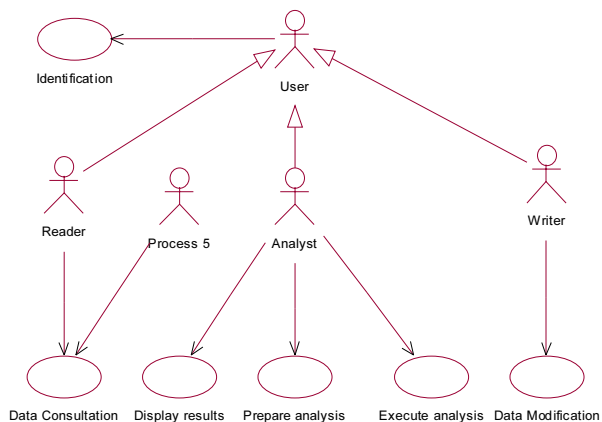 Identification
User
Reader
Process 5
Analyst
Writer
Data Consultation
Display results
Prepare analysis
Execute analysis
Data Modification